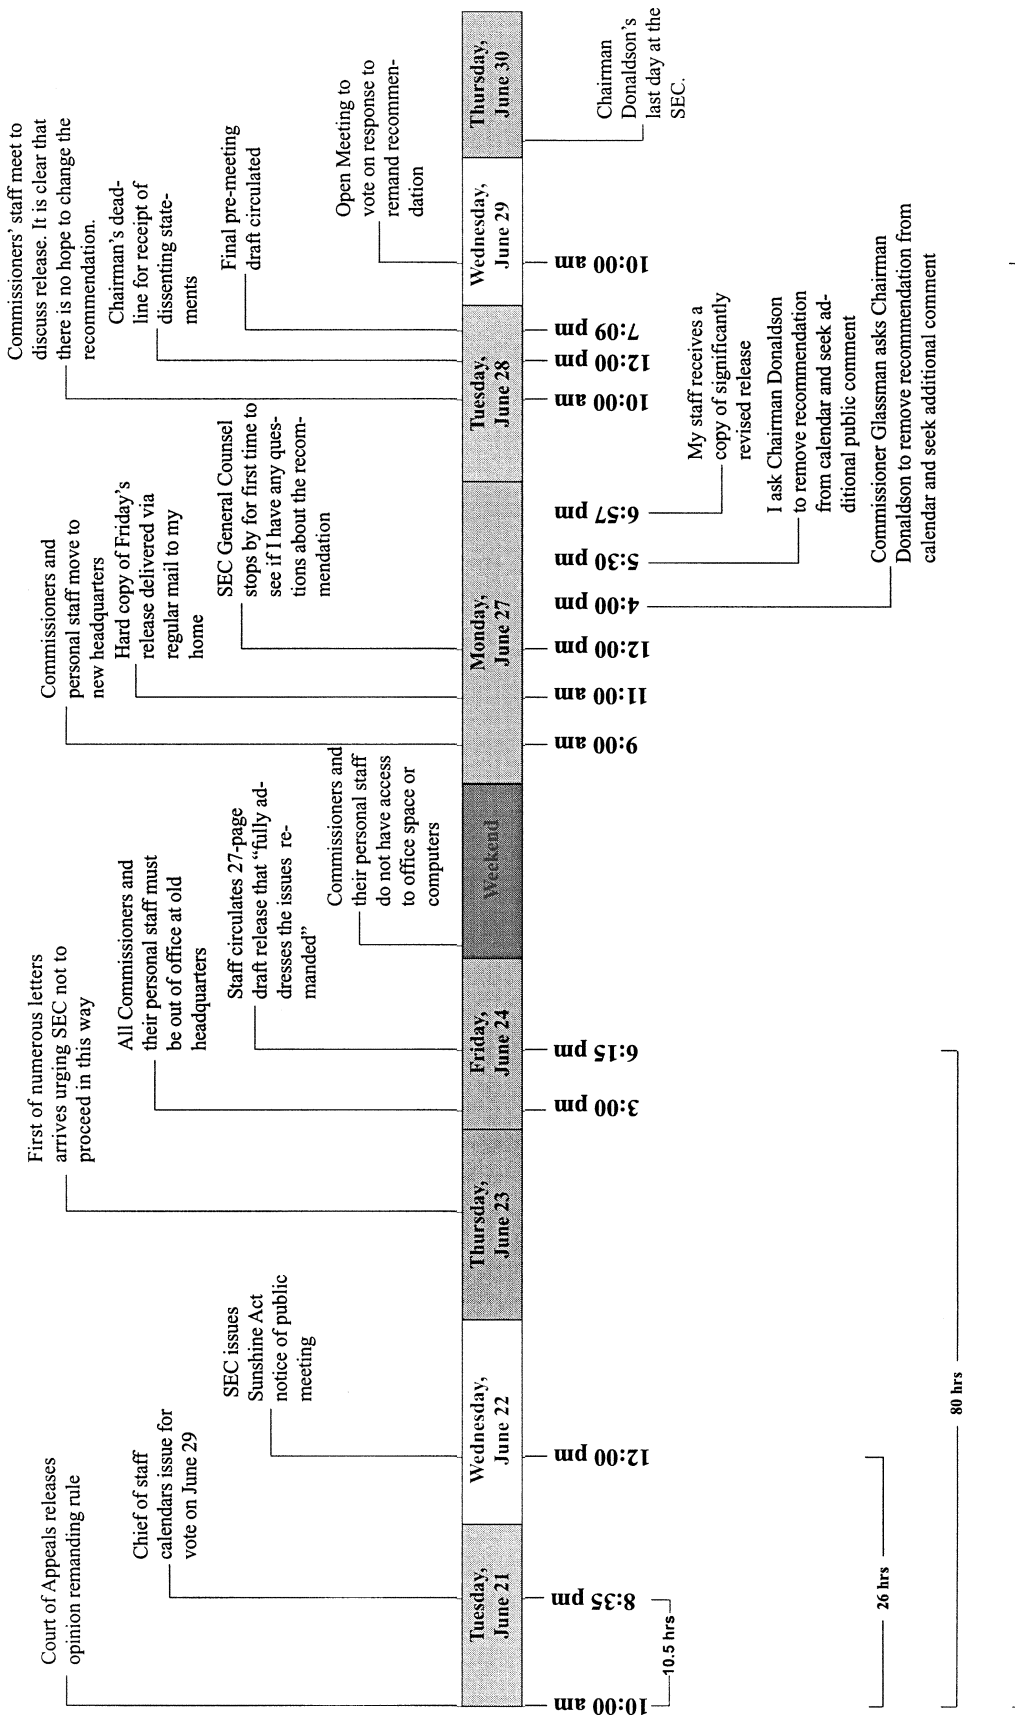 Court of Appeals releases
opinion remanding rule
Chief of staff
calendars issue for
vote on June 29
SEC issues
Sunshine Act
notice of public
meeting
First of numerous letters
arrives urging SEC not to
proceed in this way
All Commissioners and
their personal staff must
be out of office at old
headquarters
Staff circulates 27-page
draft release that “fully ad-
dresses the issues re-
manded”
Commissioners and
their personal staff
do not have access
to office space or
computers
Commissioners and
personal staff move to
new headquarters
Hard copy of Friday’s
release delivered via
regular mail to my
home
SEC General Counsel
stops by for first time to
see if I have any ques-
tions about the recom-
mendation
Commissioners’ staff meet to
discuss release. It is clear that
there is no hope to change the
recommendation.
Chairman’s dead-
line for receipt of
dissenting state-
ments
Final pre-meeting
draft circulated
Open Meeting to
vote on response to
remand recommen-
dation
Tuesday,
June 21
Wednesday,
June 22
Thursday,
June 23
Friday,
June 24
Weekend
Monday,
June 27
Tuesday,
June 28
Wednesday,
June 29
Thursday,
June 30
10:00 am
8:35 pm
12:00 pm
3:00 pm
6:15 pm
9:00 am
11:00 am
12:00 pm
4:00 pm
5:30 pm
6:57 pm
10:00 am
12:00 pm
7:09 pm
10:00 am
Chairman
Donaldson’s
last day at the
SEC.
My staff receives a
copy of significantly
revised release
I ask Chairman Donaldson
to remove recommendation
from calendar and seek ad-
ditional public comment
Commissioner Glassman asks Chairman
Donaldson to remove recommendation from
calendar and seek additional comment
10.5 hrs
26 hrs
80 hrs